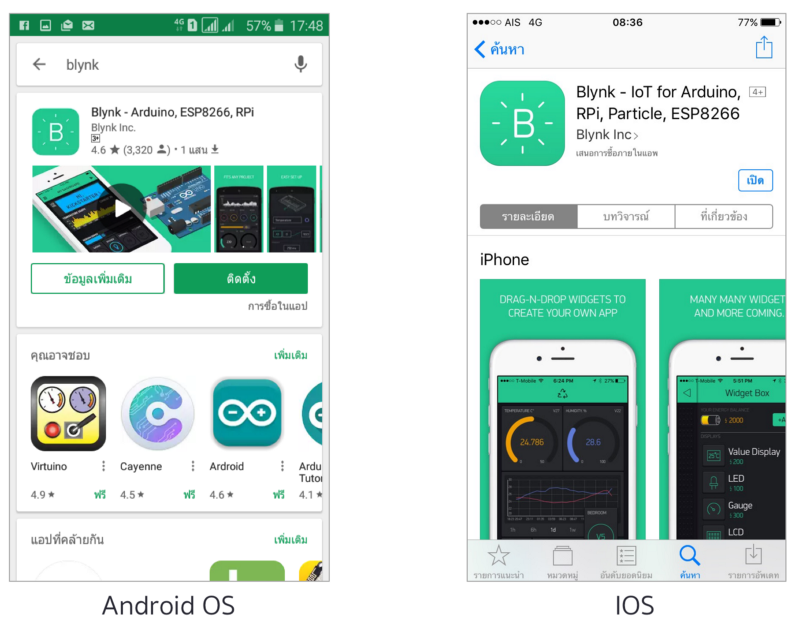 4G 1 57% 17:48
blynk
B
Blynk - Arduino, ESP8266, RPi
Blynk Inc.
3+
4.6 ★ (3,320 ) • 1 แสน
ข้อมูลเพิ่มเติม
ติดตั้ง
การซื้อในแอป
คุณอาจชอบ
เพิ่มเติม
Virtuino
4.9 ★ ฟรี
Cayenne
4.5 ★ ฟรี
Android
4.6 ★ ฟรี
Ardu
Tutor
4.1 ★
แอปที่คล้ายกัน
เพิ่มเติม
Android OS
AIS 4G 08:36 77%
ค้นหา
B
Blynk - IoT for Arduino, 4+
RPi, Particle, ESP8266
Blynk Inc
เสนอการซื้อภายในแอพ
เปิด
รายละเอียด
บทวิจารณ์
ที่เกี่ยวข้อง
iPhone
DRAG-N-DROP WIDGETS TO
CREATE YOUR OWN APP
T-Mobile 0:24 PM 27%
24.786
28.6
BEDROOM
V5
MANY MANY WIDGET
AND MORE COMING.
T-Mobile 5:01 PM
Widget Box
2000
Value Display
200
LED
100
Gauge
300
LCD
รายการแนะนำ
หมวดหมู่
อันดับยอดนิยม
ค้นหา
รายการอัพเดท
IOS